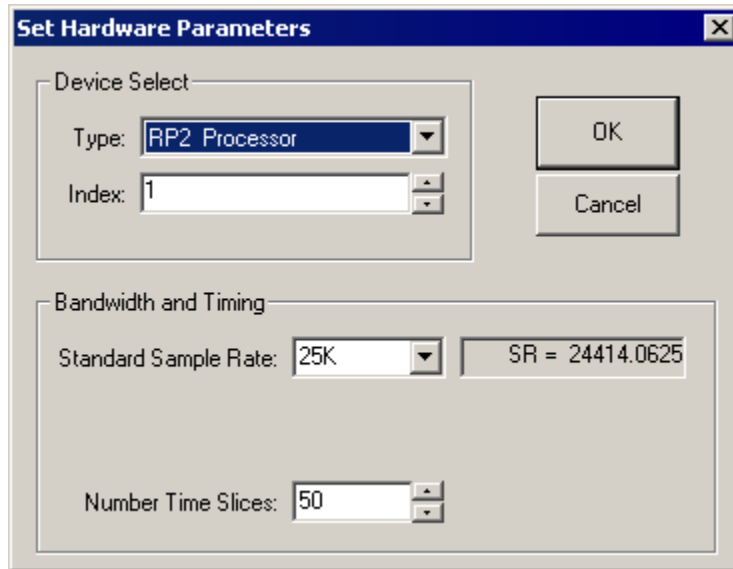 Set Hardware Parameters
Device Select
Type: RP2 Processor
Index: 1
OK
Cancel
Bandwidth and Timing
Standard Sample Rate: 25K SR = 24414.0625
Number Time Slices: 50